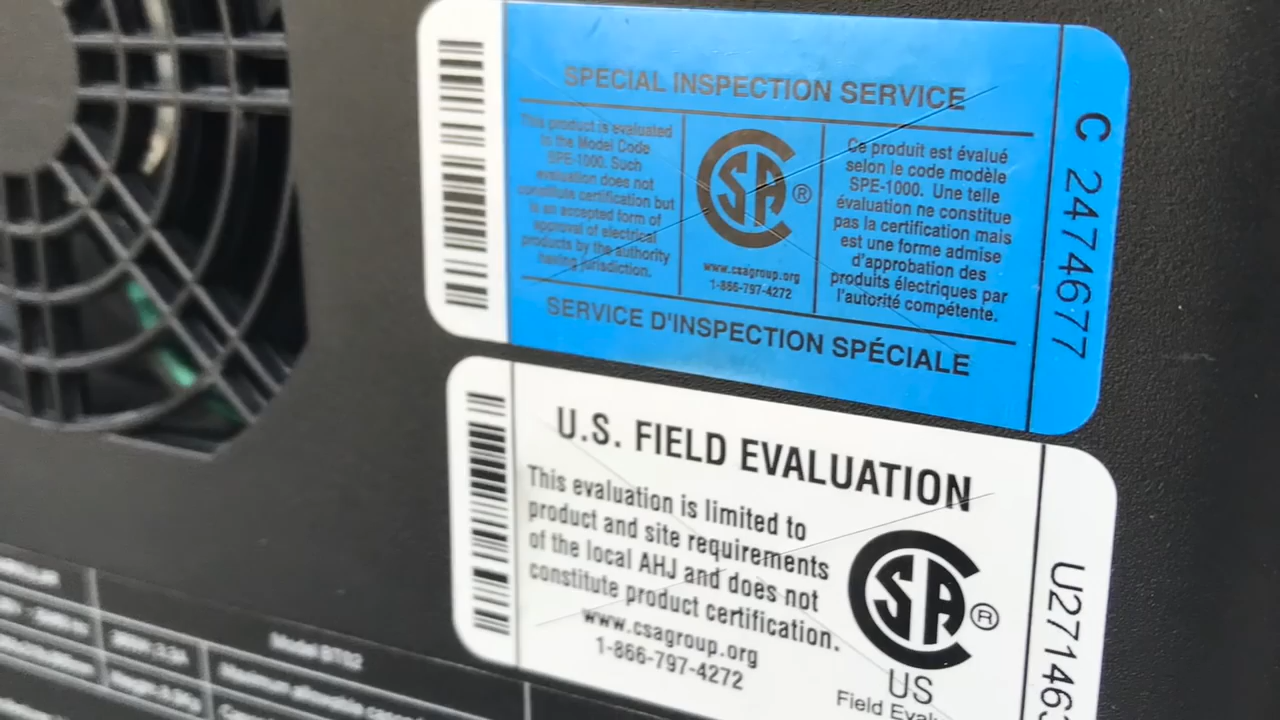 SPECIAL INSPECTION SERVICE
This product is evaluated
to the Model Code
SPE-1000. Such
evaluation does not
constitute certification but
is an accepted form of
approval of electrical
products by the authority
having jurisdiction.
SA ®
www.csagroup.org
1-866-797-4272
Ce produit est évalué
selon le code modèle
SPE-1000. Une telle
évaluation ne constitue
pas la certification mais
est une forme admise
d'approbation des
produits électriques par
l'autorité compétente.
SERVICE D'INSPECTION SPÉCIALE
C 2474677
U.S. FIELD EVALUATION
This evaluation is limited to
product and site requirements
of the local AHJ and does not
constitute product certification.
www.csagroup.org
1-866-797-4272
SA ®
US
Field
U271463
Model